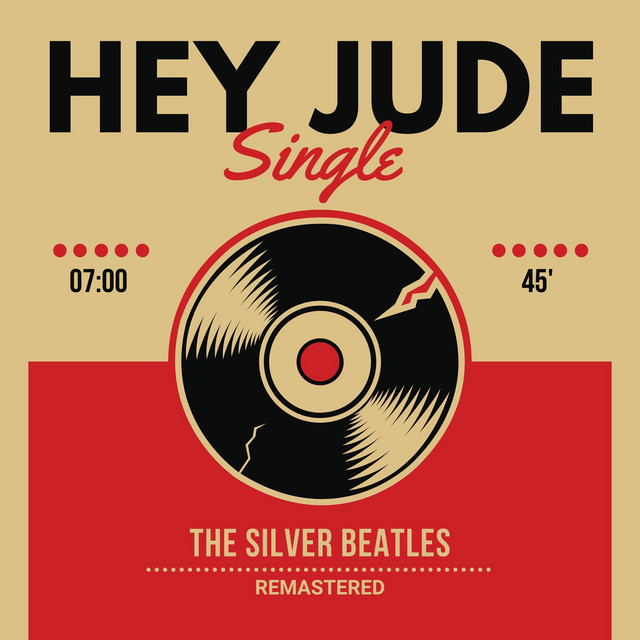 HEY JUDE
Single
07:00
45'
THE SILVER BEATLES
REMASTERED